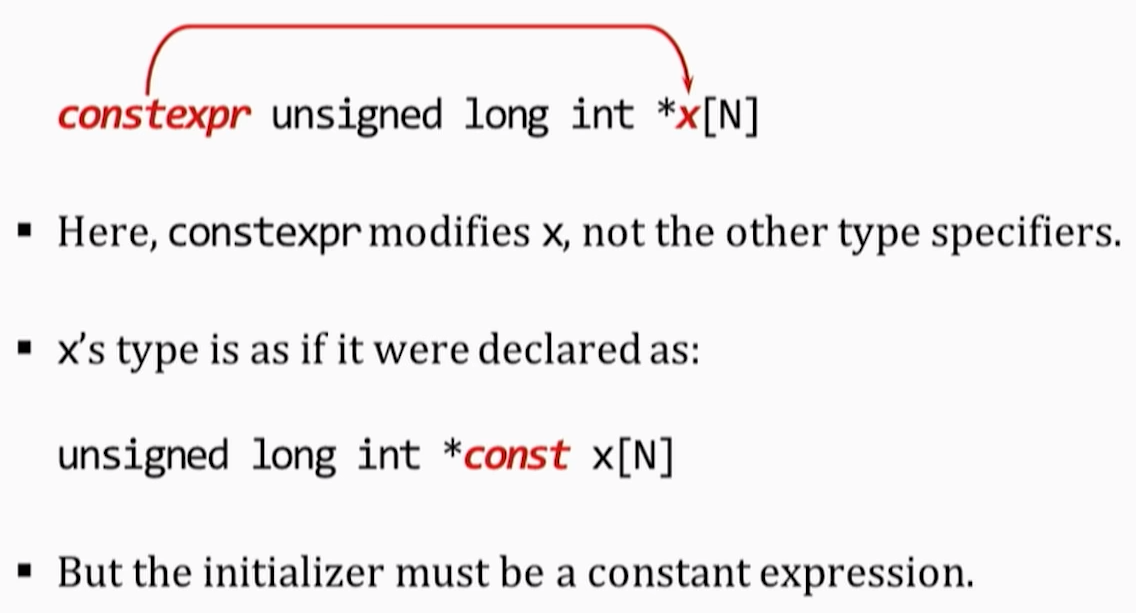 constexpr unsigned long int *x[N]
▪ Here, constexpr modifies x, not the other type specifiers.
▪ x's type is as if it were declared as:
unsigned long int *const x[N]
▪ But the initializer must be a constant expression.